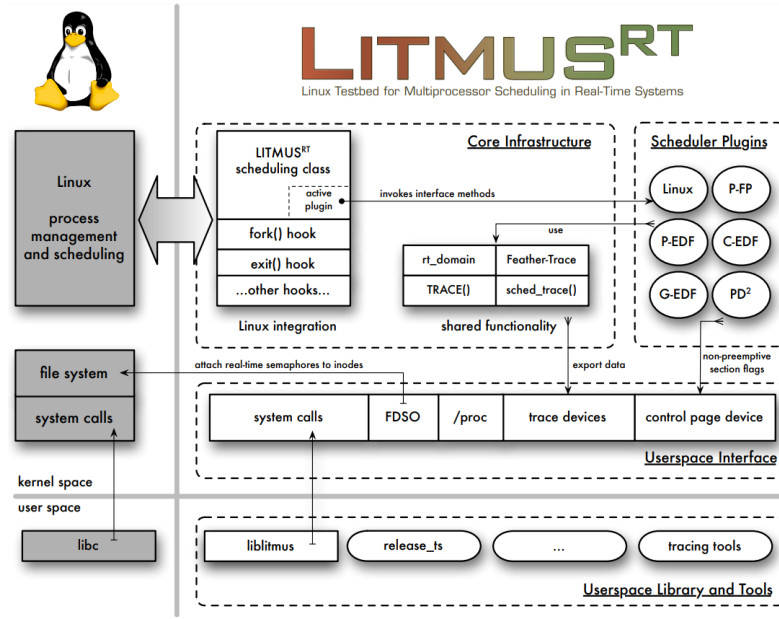 LITMUSRT
Linux Testbed for Multiprocessor Scheduling in Real-Time Systems
Linux
process
management
and scheduling
LITMUSRT
scheduling class
active
plugin
fork() hook
exit() hook
...other hooks...
Linux integration
Core Infrastructure
invokes interface methods
use
rt_domain
Feather-Trace
TRACE()
sched_trace()
shared functionality
Scheduler Plugins
Linux
P-FP
P-EDF
C-EDF
G-EDF
PD²
file system
system calls
attach real-time semaphores to inodes
export data
non-preemptive
section flags
system calls
FDSO
/proc
trace devices
control page device
Userspace Interface
kernel space
user space
libc
liblitmus
release_ts
...
tracing tools
Userspace Library and Tools